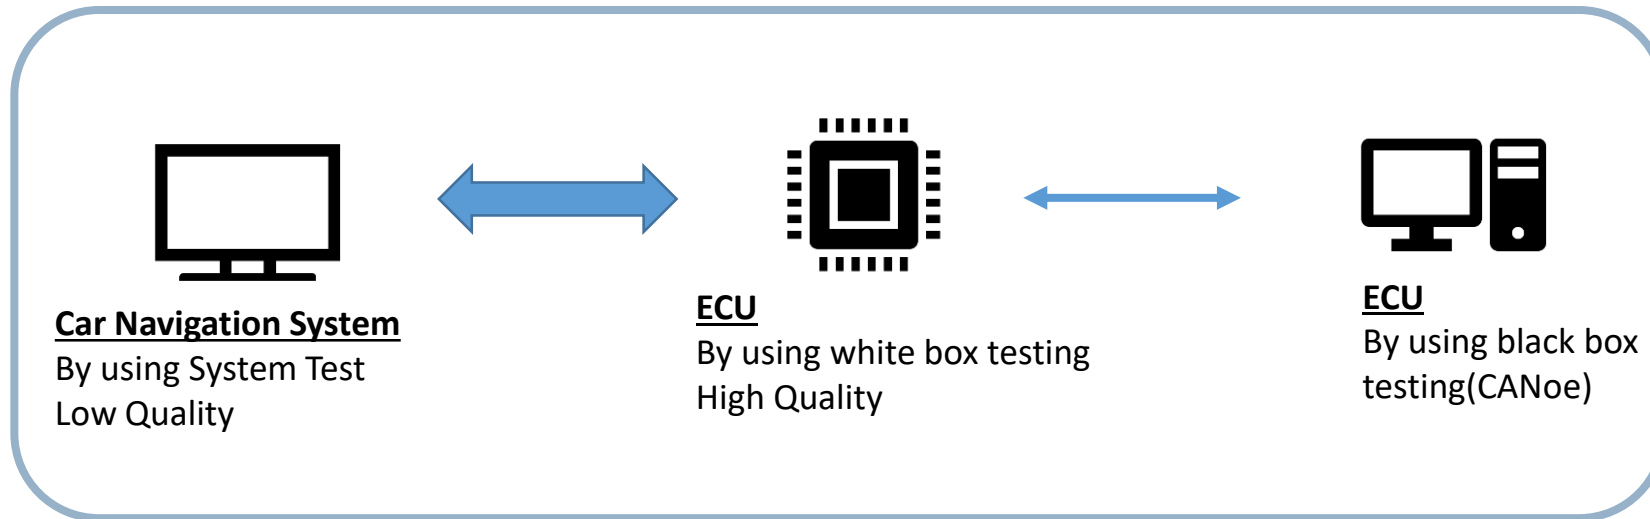 Car Navigation System
By using System Test
Low Quality
ECU
By using white box testing
High Quality
ECU
By using black box
testing(CANoe)